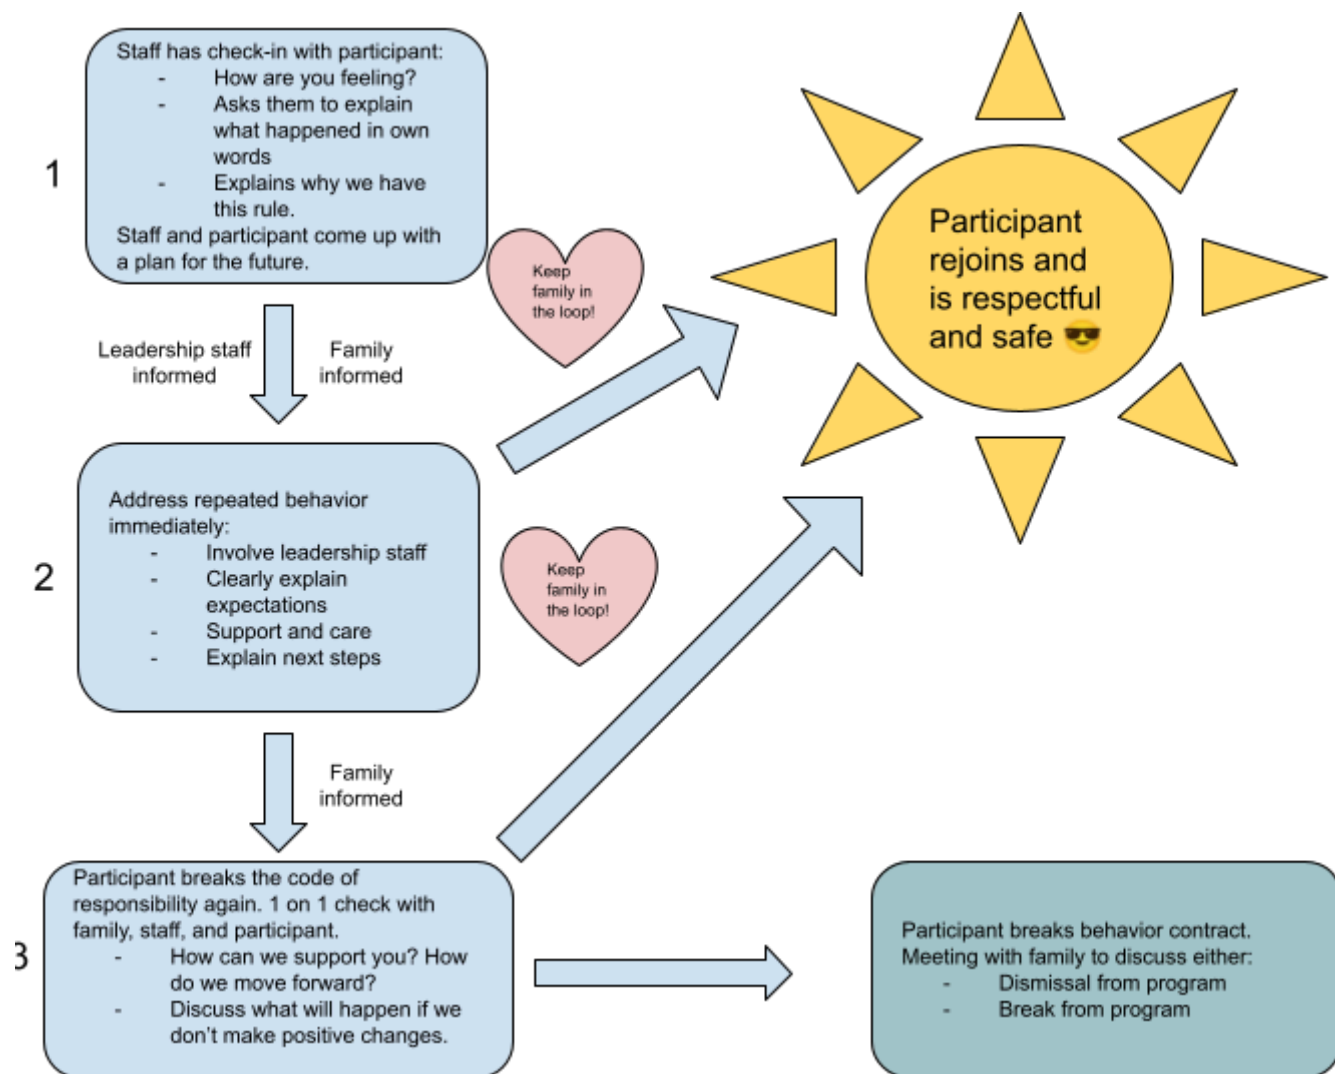 1
Staff has check-in with participant:
- How are you feeling?
- Asks them to explain
what happened in own
words
- Explains why we have
this rule.
Staff and participant come up with
a plan for the future.
Keep
family in
the loop!
Participant
rejoins and
is respectful
and safe 😎
Leadership staff
informed
Family
informed
2
Address repeated behavior
immediately:
- Involve leadership staff
- Clearly explain
expectations
- Support and care
- Explain next steps
Keep
family in
the loop!
Family
informed
3
Participant breaks the code of
responsibility again. 1 on 1 check with
family, staff, and participant.
- How can we support you? How
do we move forward?
- Discuss what will happen if we
don't make positive changes.
Participant breaks behavior contract.
Meeting with family to discuss either:
- Dismissal from program
- Break from program